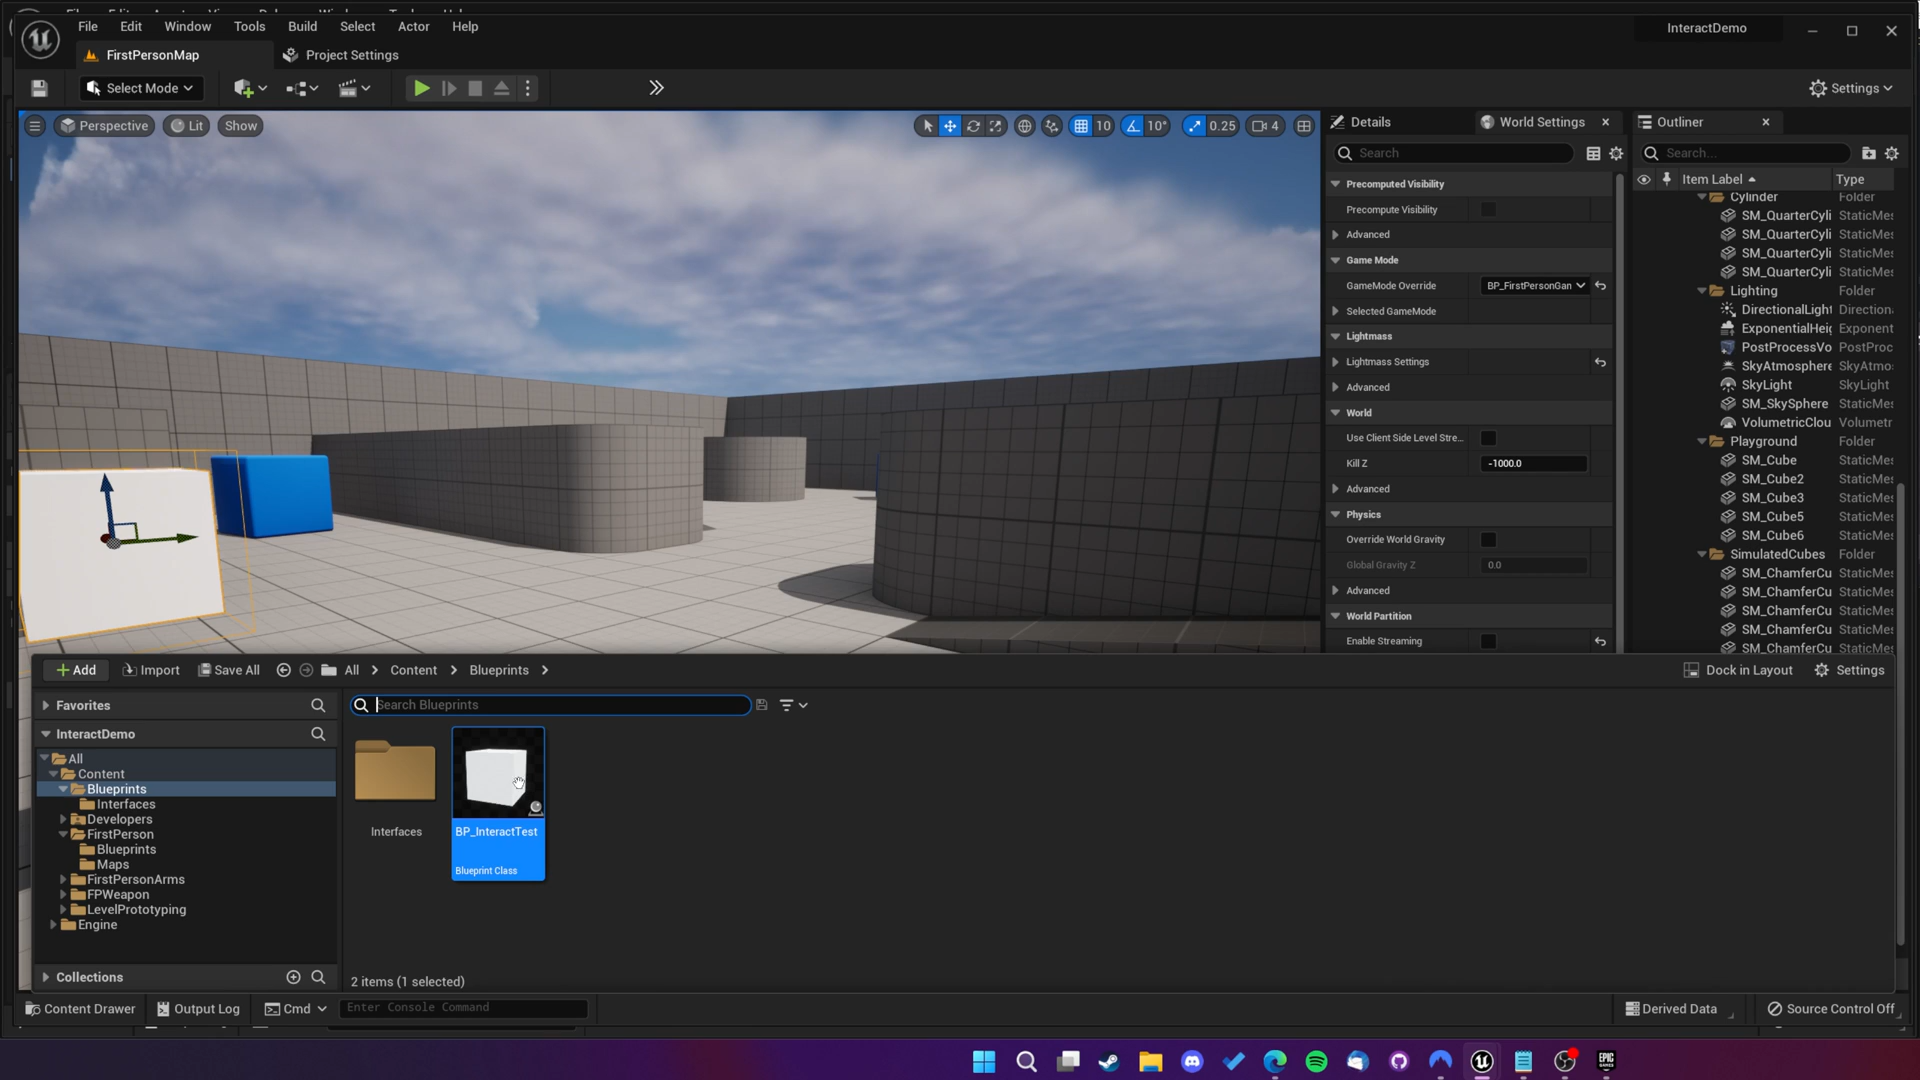 File Edit Window Tools Build Select Actor Help
InteractDemo
FirstPersonMap
Project Settings
Select Mode
Settings
Perspective
Lit
Show
10
10°
0.25
4
Details
World Settings
Outliner
Search
Search...
Item Label
Type
Precomputed Visibility
Precompute Visibility
Advanced
Game Mode
GameMode Override
BP_FirstPersonGan
Selected GameMode
Lightmass
Lightmass Settings
Advanced
World
Use Client Side Level Stre...
Kill Z
-1000.0
Advanced
Physics
Override World Gravity
Global Gravity Z
0.0
Advanced
World Partition
Enable Streaming
Cylinder Folder
SM_QuarterCyli StaticMes
SM_QuarterCyli StaticMes
SM_QuarterCyli StaticMes
SM_QuarterCyli StaticMes
Lighting Folder
DirectionalLight Direction
ExponentialHeig Exponent
PostProcessVo PostProc
SkyAtmosphere SkyAtmo
SkyLight SkyLight
SM_SkySphere StaticMes
VolumetricClou Volumetr
Playground Folder
SM_Cube StaticMes
SM_Cube2 StaticMes
SM_Cube3 StaticMes
SM_Cube5 StaticMes
SM_Cube6 StaticMes
SimulatedCubes Folder
SM_ChamferCu StaticMes
SM_ChamferCu StaticMes
SM_ChamferCu StaticMes
SM_ChamferCu StaticMes
SM_ChamferCu StaticMes
Add
Import
Save All
All
Content
Blueprints
Dock in Layout
Settings
Favorites
InteractDemo
All
Content
Blueprints
Interfaces
Developers
FirstPerson
Blueprints
Maps
FirstPersonArms
FPWeapon
LevelPrototyping
Engine
Collections
Search Blueprints
Interfaces
BP_InteractTest
Blueprint Class
2 items (1 selected)
Content Drawer
Output Log
Cmd
Enter Console Command
Derived Data
Source Control Off
EPIC
GAMES